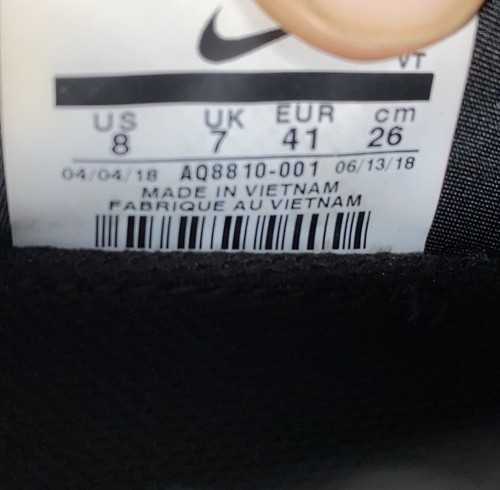 VT
US UK EUR cm
8 7 41 26
04/04/18 AQ8810-001 06/13/18
MADE IN VIETNAM
FABRIQUE AU VIETNAM